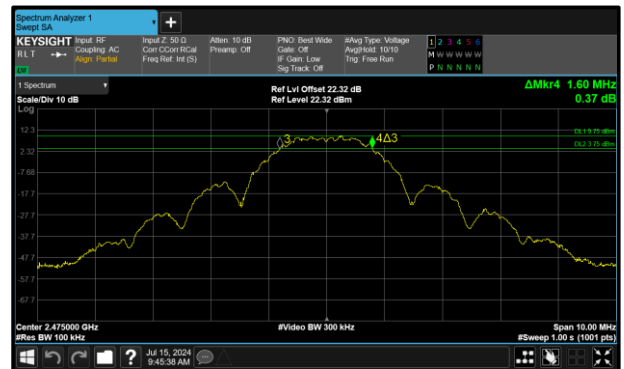 Spectrum Analyzer 1
Swept SA
+
KEYSIGHT Input: RF Input Z: 50 Ω Atten: 10 dB PNO: Best Wide #Avg Type: Voltage 1 2 3 4 5 6
RLT Coupling: AC Corr CCorr RCal Preamp: Off Gate: Off Avg|Hold: 10/10 M W W W W W
Align: Partial Freq Ref: Int (S) IF Gain: Low Trig: Free Run
Sig Track: Off P N N N N N
1 Spectrum Ref Lvl Offset 22.32 dB ΔMkr4 1.60 MHz
Scale/Div 10 dB Ref Level 22.32 dBm 0.37 dB
Log
12.3 DL1 9.75 dBm
3 4Δ3
2.32 DL2 3.75 dBm
-7.68
-17.7
-27.7
-37.7
-47.7
-57.7
-67.7
Center 2.475000 GHz #Video BW 300 kHz Span 10.00 MHz
#Res BW 100 kHz #Sweep 1.00 s (1001 pts)
? Jul 15, 2024
9:45:38 AM